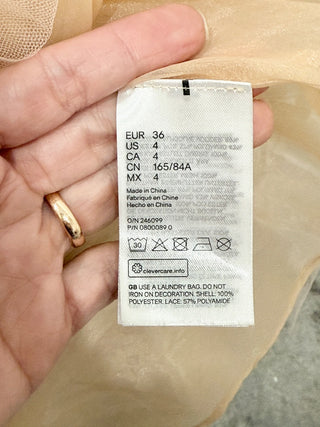 EUR 36
US 4
CA 4
CN 165/84A
MX 4
Made in China
Fabriqué en Chine
Hecho en China
O/N 246099
P/N 0800089.0
30
clevercare.info
GB USE A LAUNDRY BAG. DO NOT
IRON ON DECORATION. SHELL: 100%
POLYESTER. LACE: 57% POLYAMIDE